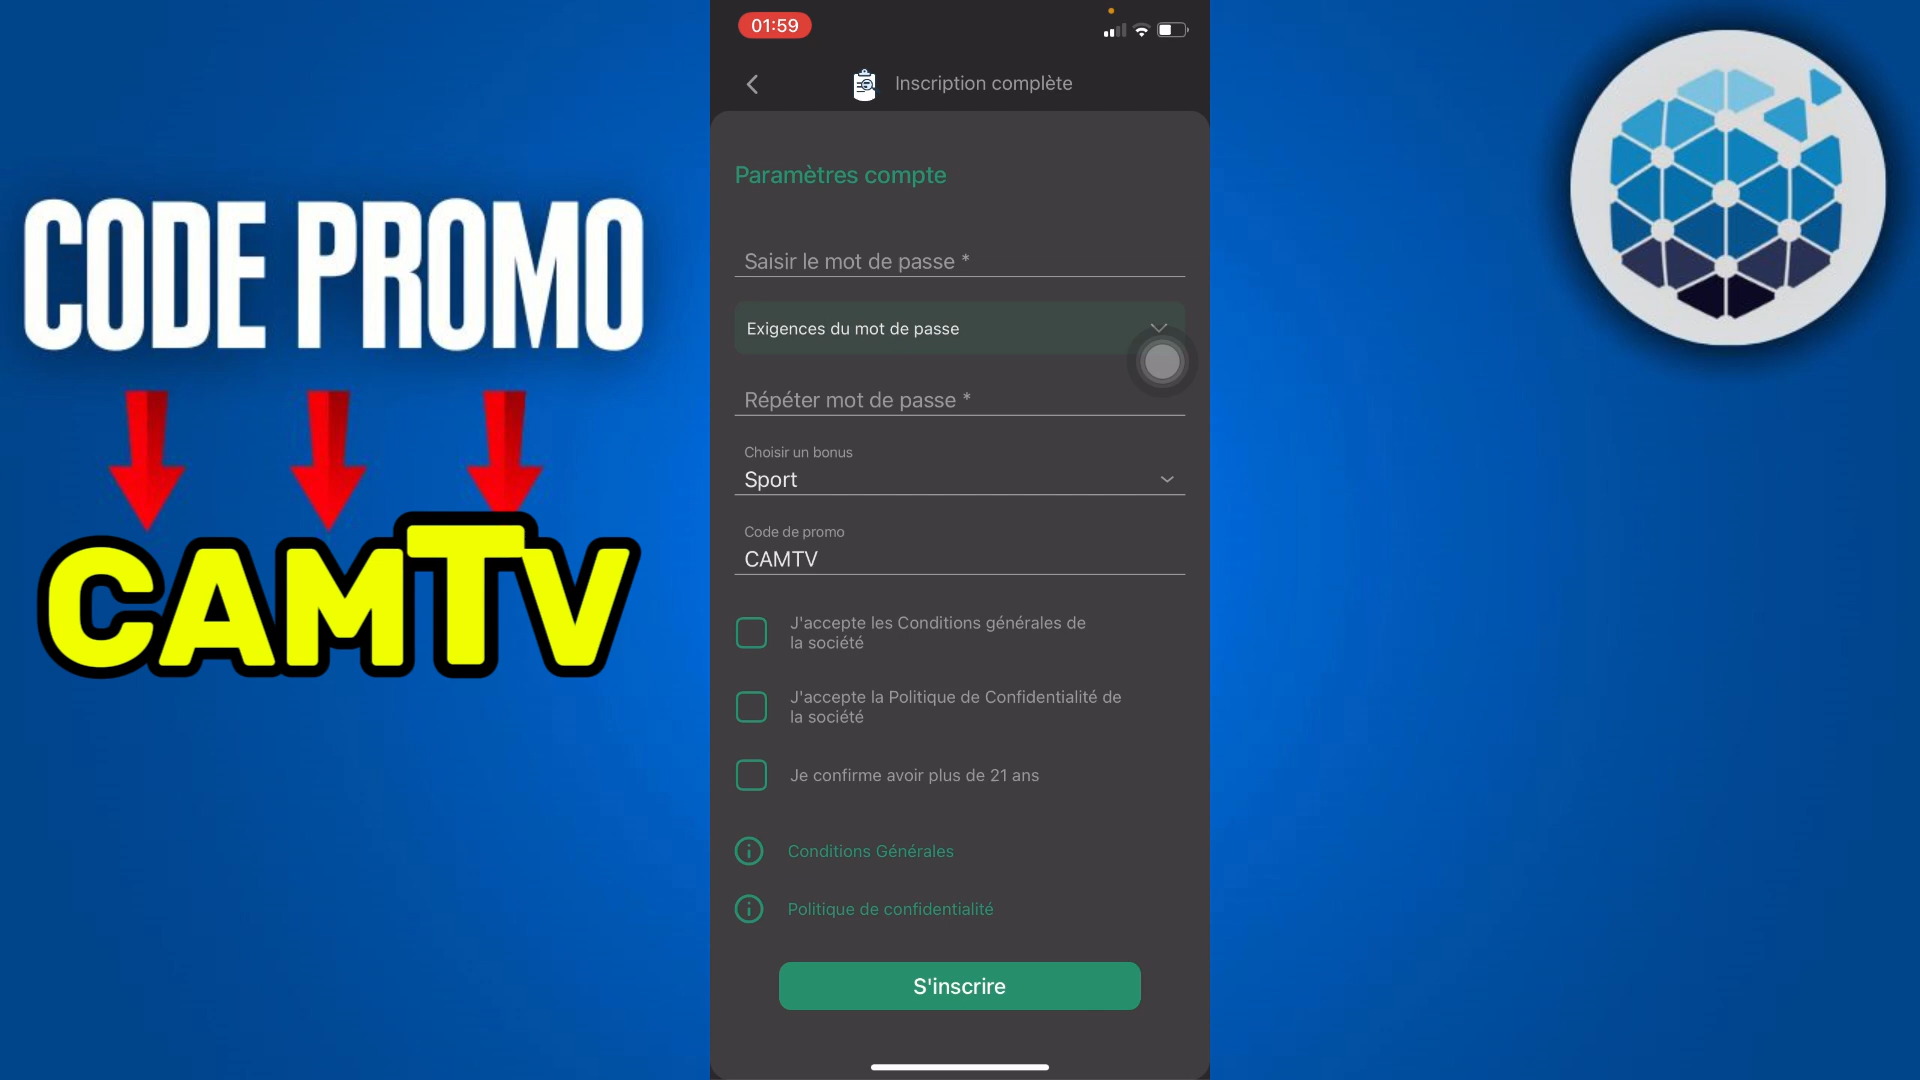 CODE PROMO
CAMTV
01:59
Inscription complète
Paramètres compte
Saisir le mot de passe *
Exigences du mot de passe
Répéter mot de passe *
Choisir un bonus
Sport
Code de promo
CAMTV
J'accepte les Conditions générales de
la société
J'accepte la Politique de Confidentialité de
la société
Je confirme avoir plus de 21 ans
Conditions Générales
Politique de confidentialité
S'inscrire